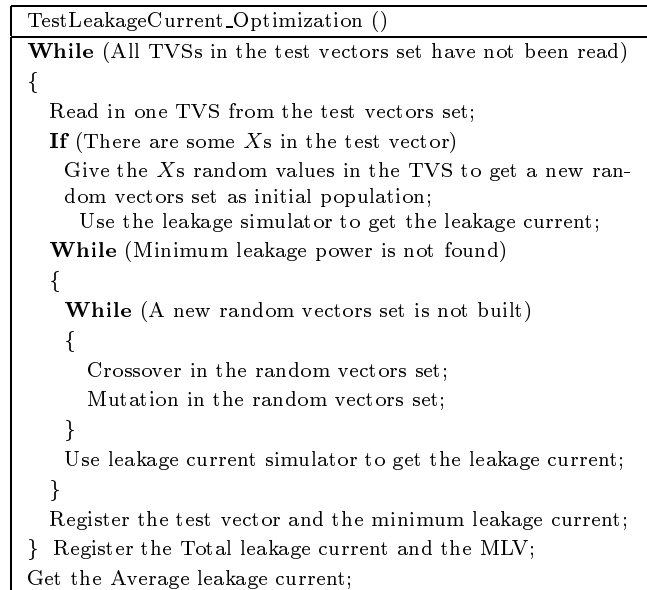 TestLeakageCurrent_Optimization ()
While (All TVSs in the test vectors set have not been read)
{
Read in one TVS from the test vectors set;
If (There are some Xs in the test vector)
Give the Xs random values in the TVS to get a new ran-
dom vectors set as initial population;
Use the leakage simulator to get the leakage current;
While (Minimum leakage power is not found)
{
While (A new random vectors set is not built)
{
Crossover in the random vectors set;
Mutation in the random vectors set;
}
Use leakage current simulator to get the leakage current;
}
Register the test vector and the minimum leakage current;
} Register the Total leakage current and the MLV;
Get the Average leakage current;